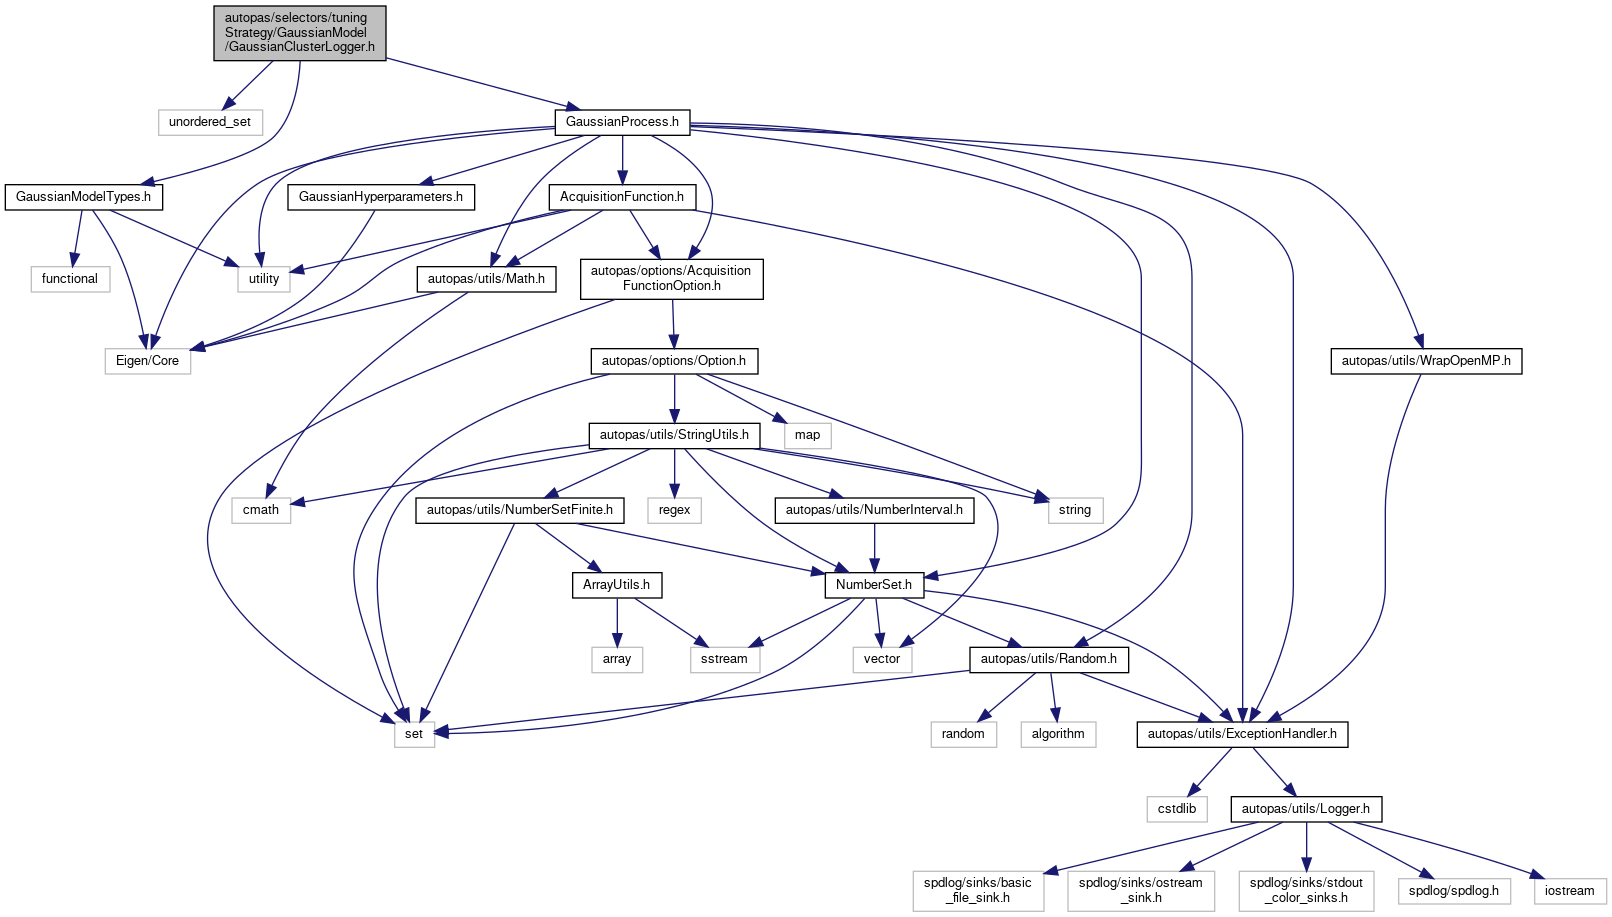 autopas/selectors/tuning
Strategy/GaussianModel
/GaussianClusterLogger.h
unordered_set
GaussianProcess.h
GaussianModelTypes.h
GaussianHyperparameters.h
AcquisitionFunction.h
functional
utility
autopas/utils/Math.h
autopas/options/Acquisition
FunctionOption.h
Eigen/Core
autopas/options/Option.h
autopas/utils/WrapOpenMP.h
autopas/utils/StringUtils.h
map
cmath
autopas/utils/NumberSetFinite.h
regex
autopas/utils/NumberInterval.h
string
ArrayUtils.h
NumberSet.h
array
sstream
vector
autopas/utils/Random.h
set
random
algorithm
autopas/utils/ExceptionHandler.h
cstdlib
autopas/utils/Logger.h
spdlog/sinks/basic
_file_sink.h
spdlog/sinks/ostream
_sink.h
spdlog/sinks/stdout
_color_sinks.h
spdlog/spdlog.h
iostream